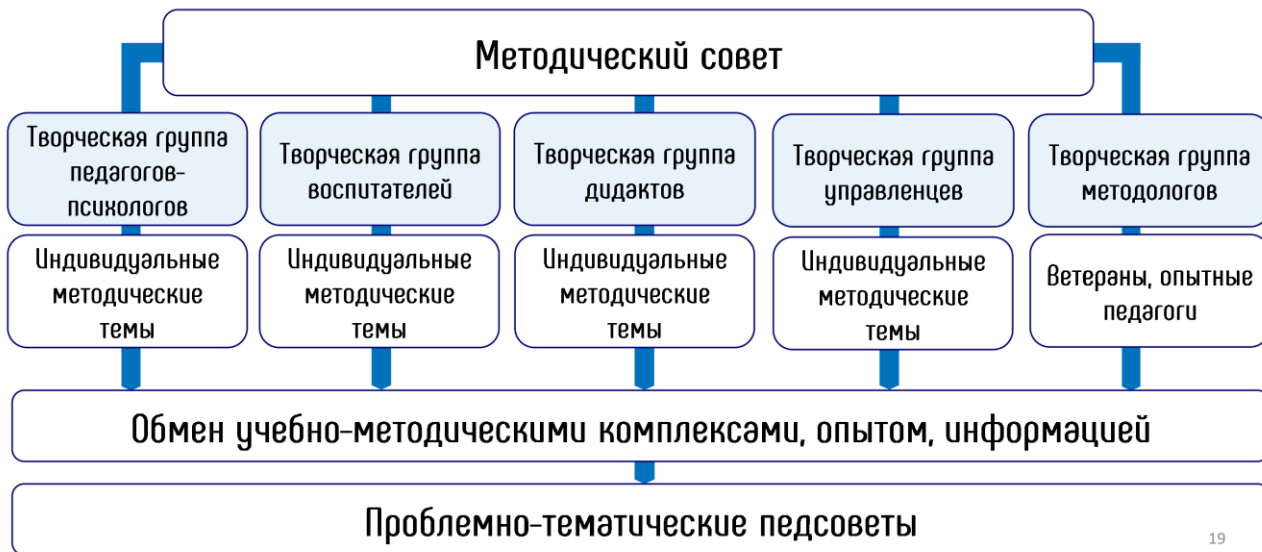 Методический совет
Творческая группа
педагогов-
психологов
Творческая группа
воспитателей
Творческая группа
дидактов
Творческая группа
управленцев
Творческая группа
методологов
Индивидуальные
методические
темы
Индивидуальные
методические
темы
Индивидуальные
методические
темы
Индивидуальные
методические
темы
Ветераны, опытные
педагоги
Обмен учебно-методическими комплексами, опытом, информацией
Проблемно-тематические педсоветы
19